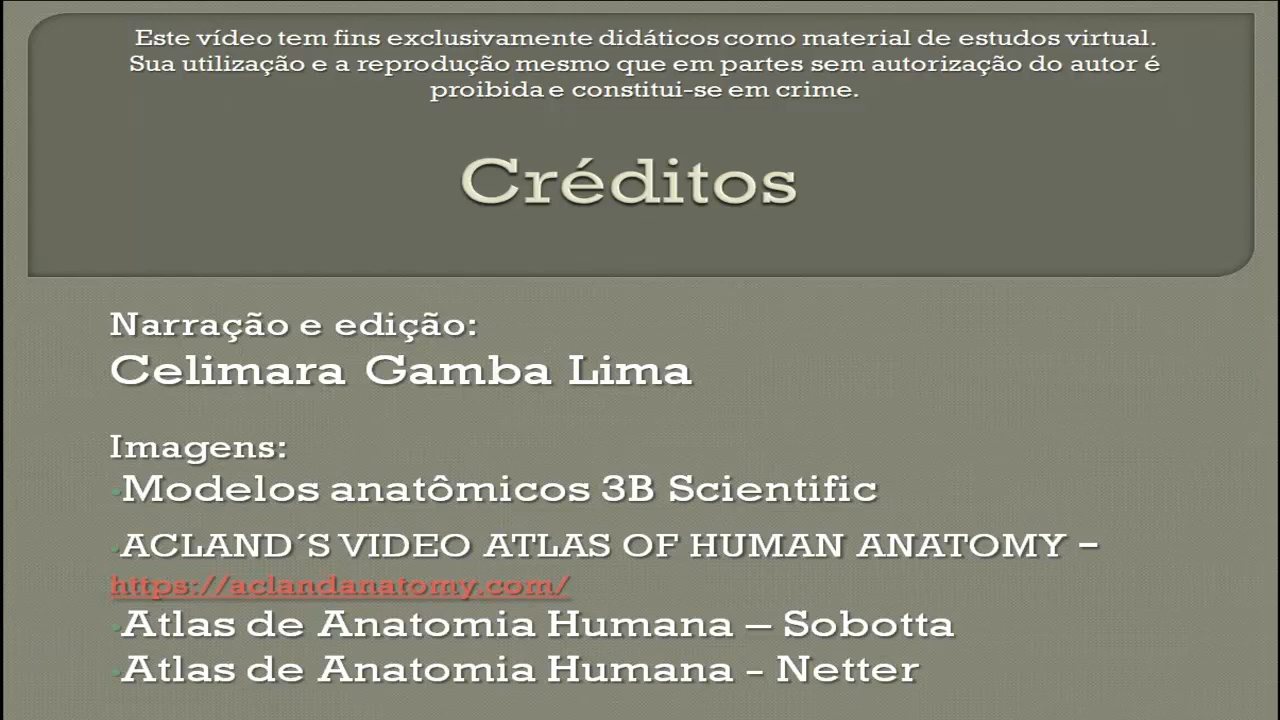 Este vídeo tem fins exclusivamente didáticos como material de estudos virtual.
Sua utilização e a reprodução mesmo que em partes sem autorização do autor é
proibida e constitui-se em crime.
Créditos
Narração e edição:
Celimara Gamba Lima
Imagens:
•Modelos anatômicos 3B Scientific
•ACLAND´S VIDEO ATLAS OF HUMAN ANATOMY –
https://aclandanatomy.com/
•Atlas de Anatomia Humana – Sobotta
•Atlas de Anatomia Humana - Netter